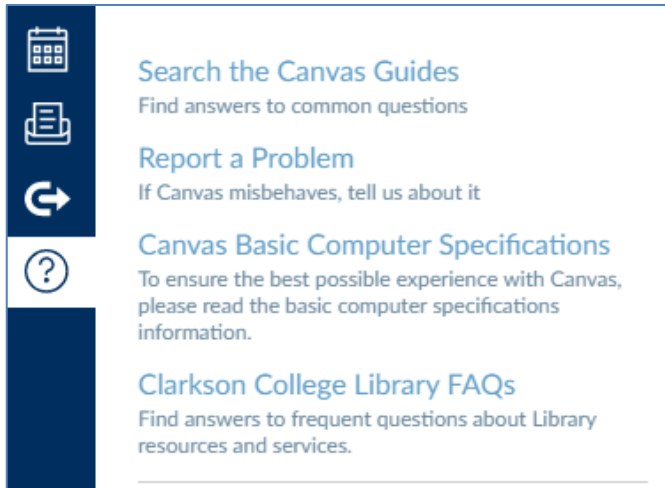 Search the Canvas Guides
Find answers to common questions
Report a Problem
If Canvas misbehaves, tell us about it
Canvas Basic Computer Specifications
To ensure the best possible experience with Canvas,
please read the basic computer specifications
information.
Clarkson College Library FAQs
Find answers to frequent questions about Library
resources and services.